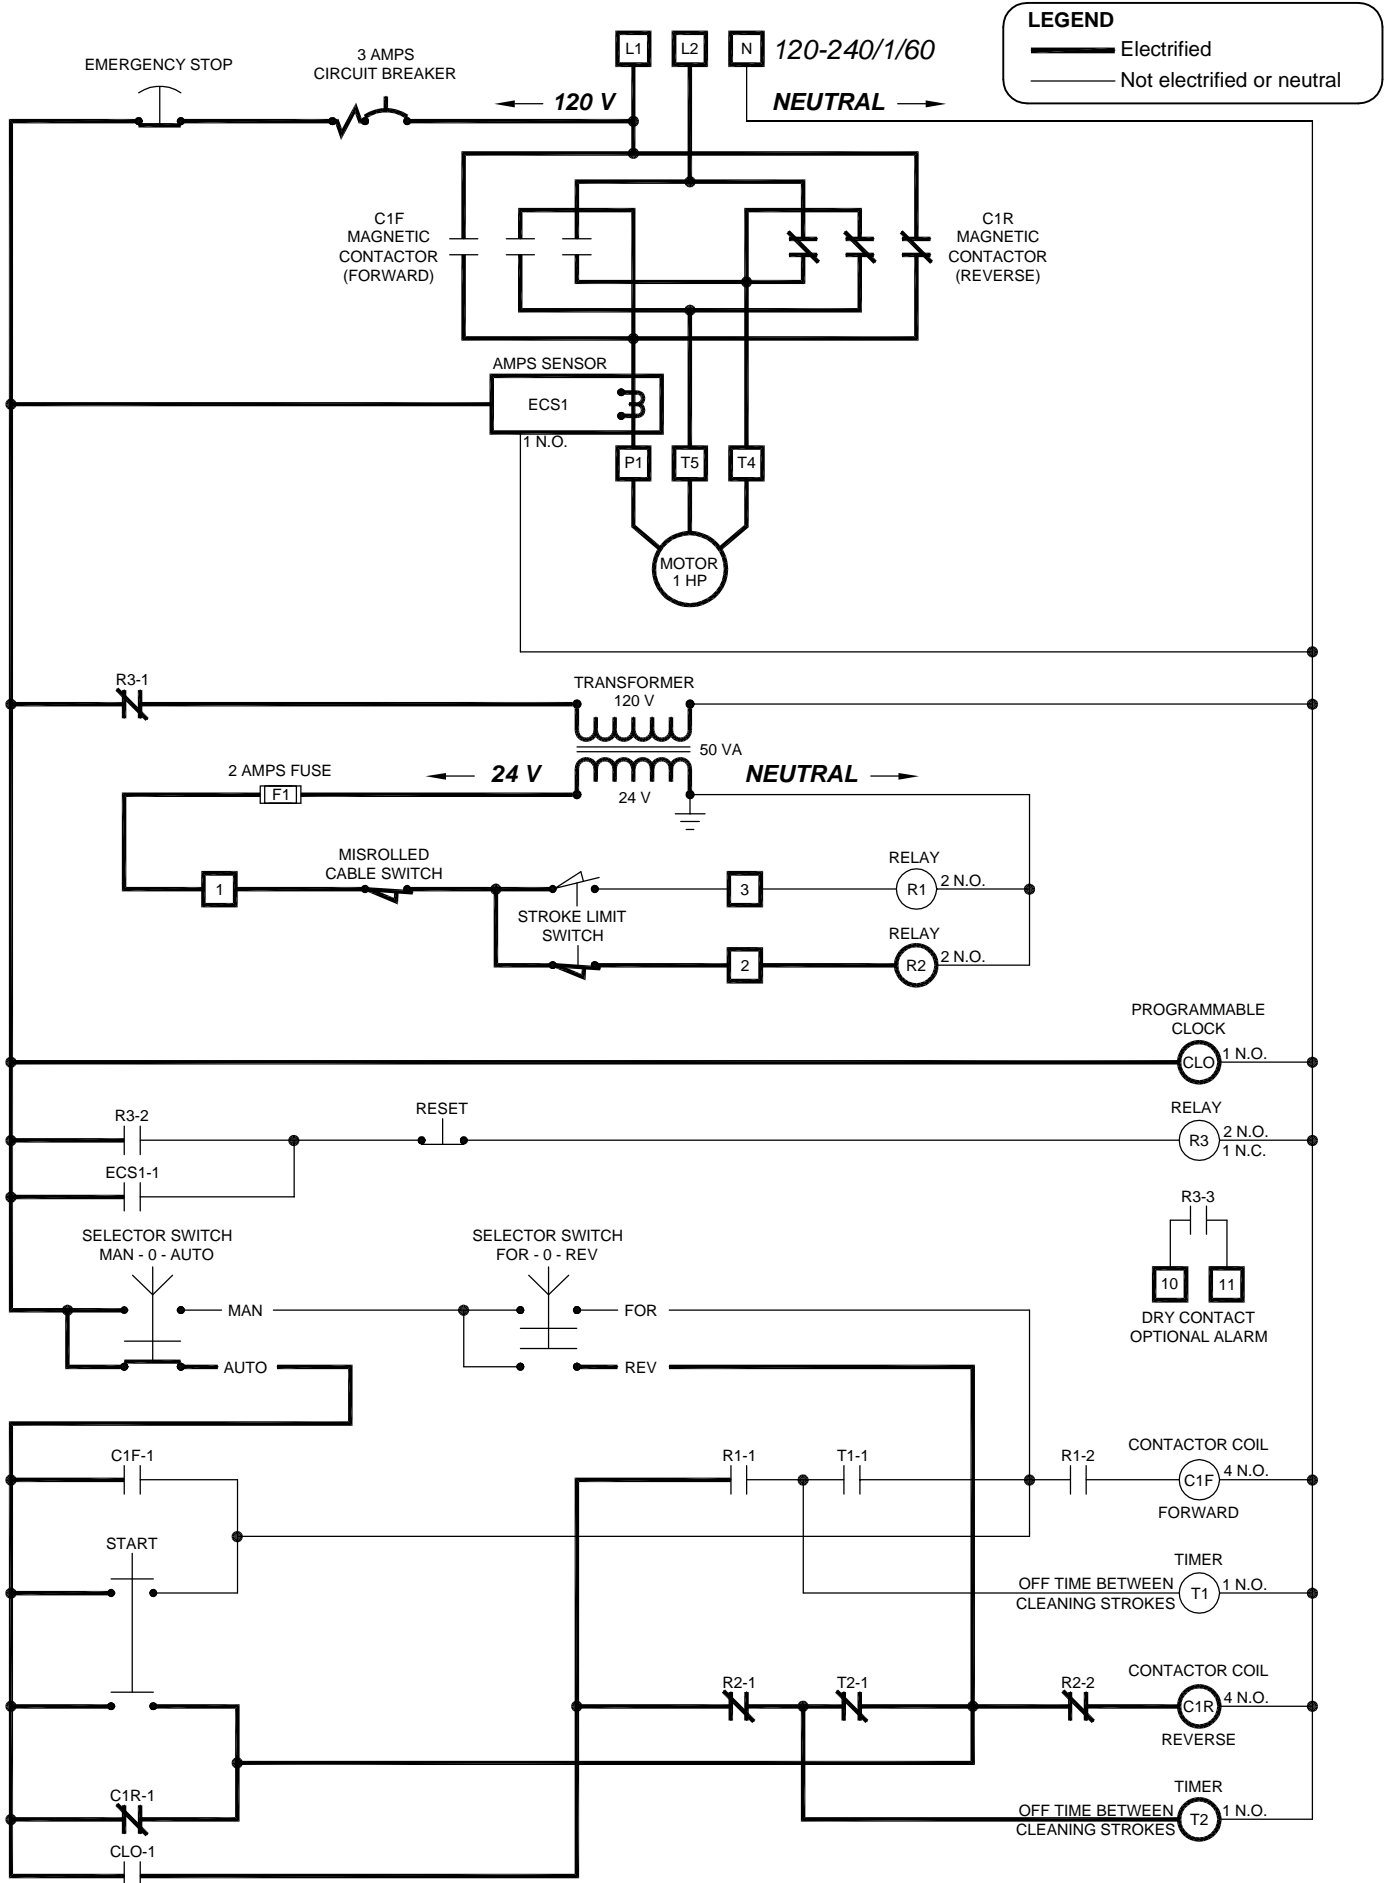 LEGEND
Electrified
Not electrified or neutral
L1
L2
N
120-240/1/60
3 AMPS
CIRCUIT BREAKER
EMERGENCY STOP
120 V
NEUTRAL
C1F
MAGNETIC
CONTACTOR
(FORWARD)
C1R
MAGNETIC
CONTACTOR
(REVERSE)
AMPS SENSOR
ECS1
1 N.O.
P1
T5
T4
MOTOR
1 HP
R3-1
TRANSFORMER
120 V
50 VA
2 AMPS FUSE
F1
24 V
NEUTRAL
24 V
MISROLLED
CABLE SWITCH
1
STROKE LIMIT
SWITCH
3
RELAY
R1
2 N.O.
2
RELAY
R2
2 N.O.
PROGRAMMABLE
CLOCK
CLO
1 N.O.
R3-2
RESET
RELAY
R3
2 N.O.
1 N.C.
ECS1-1
R3-3
10
11
DRY CONTACT
OPTIONAL ALARM
SELECTOR SWITCH
MAN - 0 - AUTO
SELECTOR SWITCH
FOR - 0 - REV
MAN
FOR
AUTO
REV
C1F-1
R1-1
T1-1
R1-2
CONTACTOR COIL
C1F
4 N.O.
FORWARD
START
TIMER
OFF TIME BETWEEN
CLEANING STROKES
T1
1 N.O.
R2-1
T2-1
R2-2
CONTACTOR COIL
C1R
4 N.O.
REVERSE
C1R-1
TIMER
OFF TIME BETWEEN
CLEANING STROKES
T2
1 N.O.
CLO-1